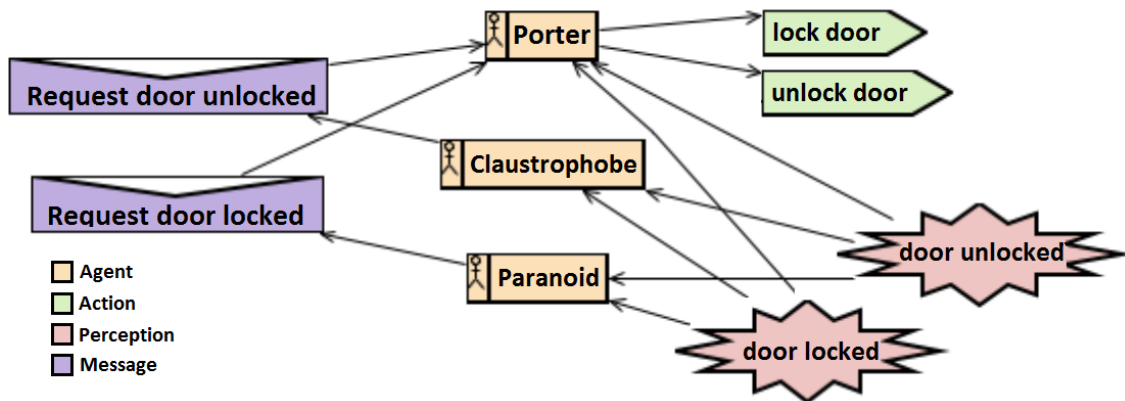 Porter
lock door
unlock door
Request door unlocked
Claustrophobe
Request door locked
door unlocked
Paranoid
door locked
Agent
Action
Perception
Message